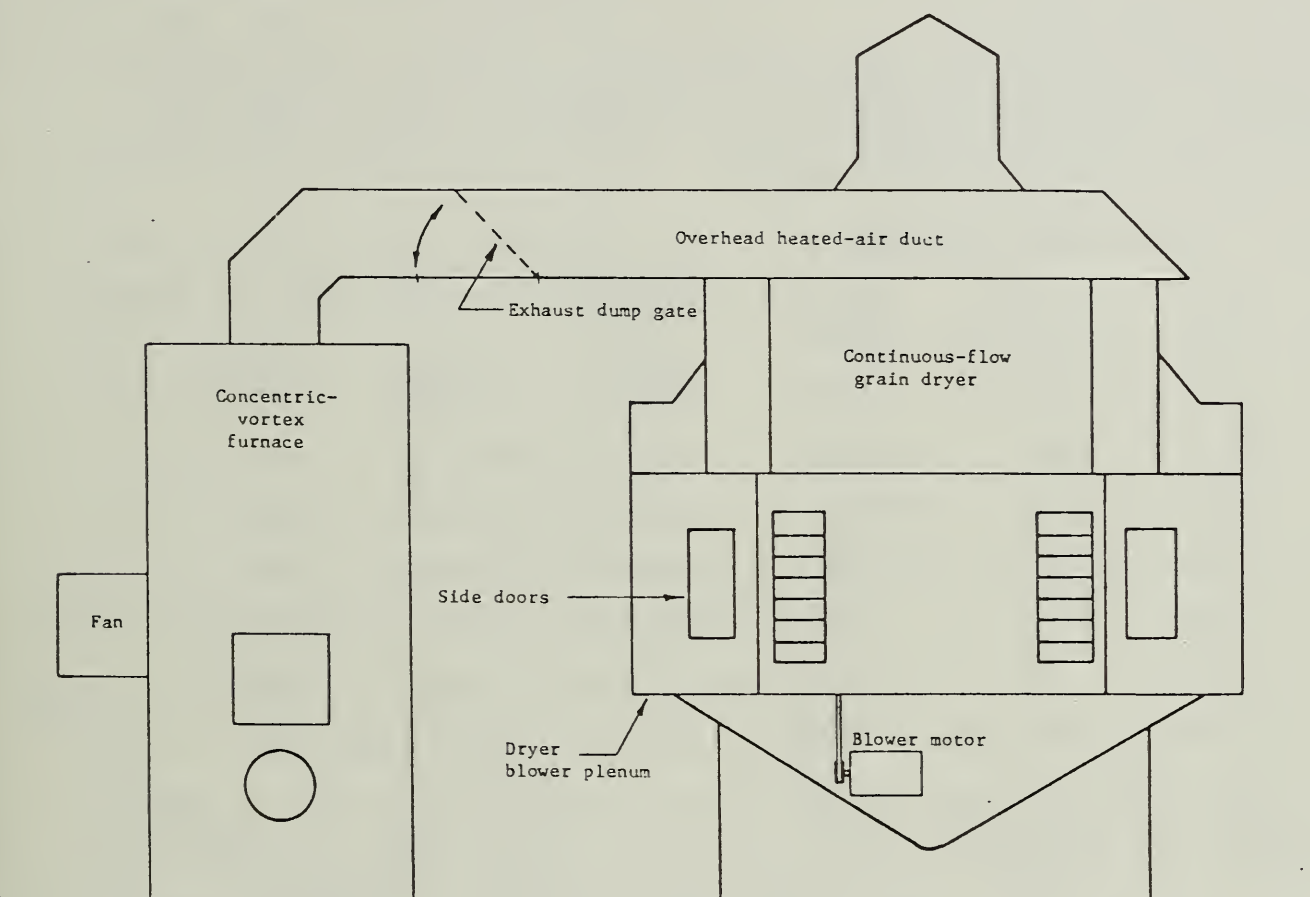 Overhead heated-air duct
Exhaust dump gate
Continuous-flow
grain dryer
Concentric-
vortex
furnace
Side doors
Fan
Dryer
blower plenum
Blower motor